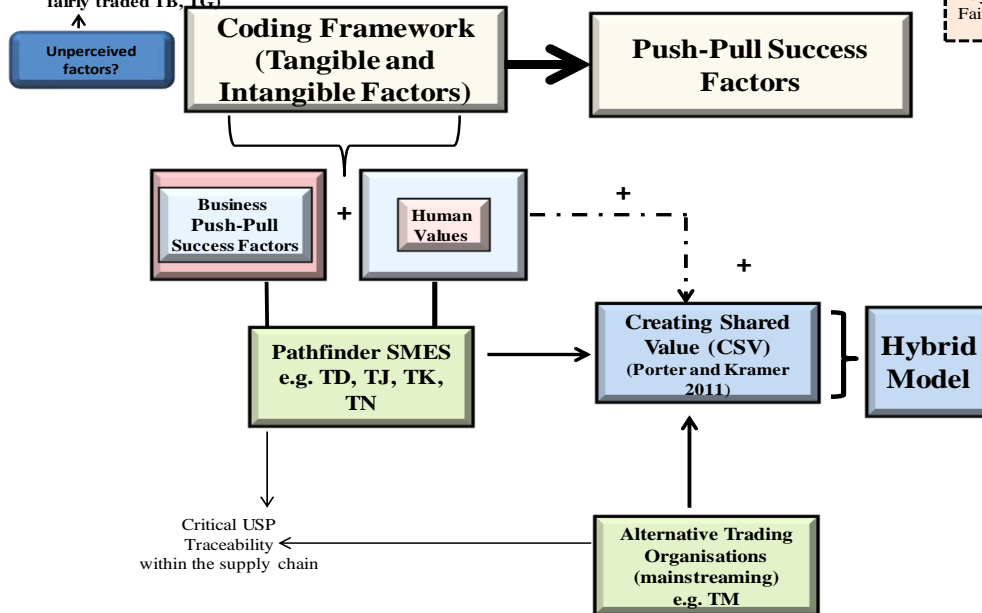 fairly traded TB, TG)
Fai
Unperceived
factors?
Coding Framework
(Tangible and
Intangible Factors)
Push-Pull Success
Factors
Business
Push-Pull
Success Factors
+
Human
Values
+
+
Pathfinder SMES
e.g. TD, TJ, TK,
TN
Creating Shared
Value (CSV)
(Porter and Kramer
2011)
Hybrid
Model
Critical USP
Traceability
within the supply chain
Alternative Trading
Organisations
(mainstreaming)
e.g. TM